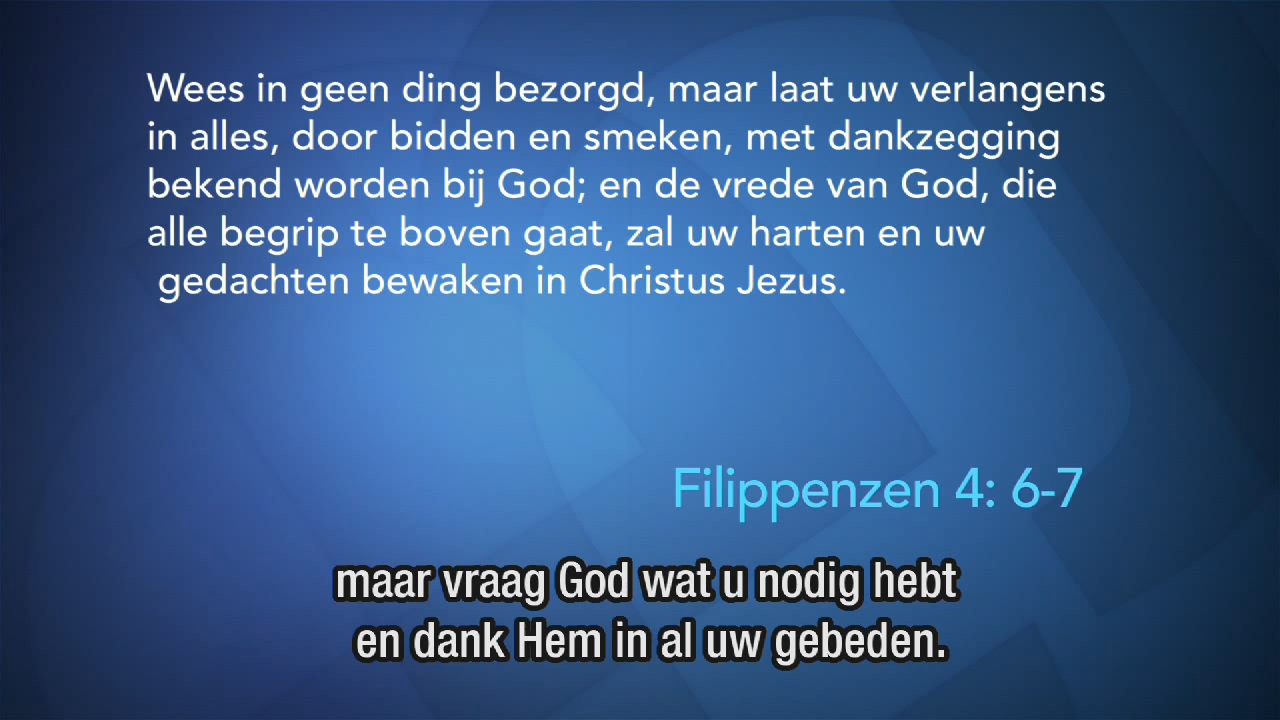 Wees in geen ding bezorgd, maar laat uw verlangens
in alles, door bidden en smeken, met dankzegging
bekend worden bij God; en de vrede van God, die
alle begrip te boven gaat, zal uw harten en uw
gedachten bewaken in Christus Jezus.
Filippenzen 4: 6-7
maar vraag God wat u nodig hebt
en dank Hem in al uw gebeden.